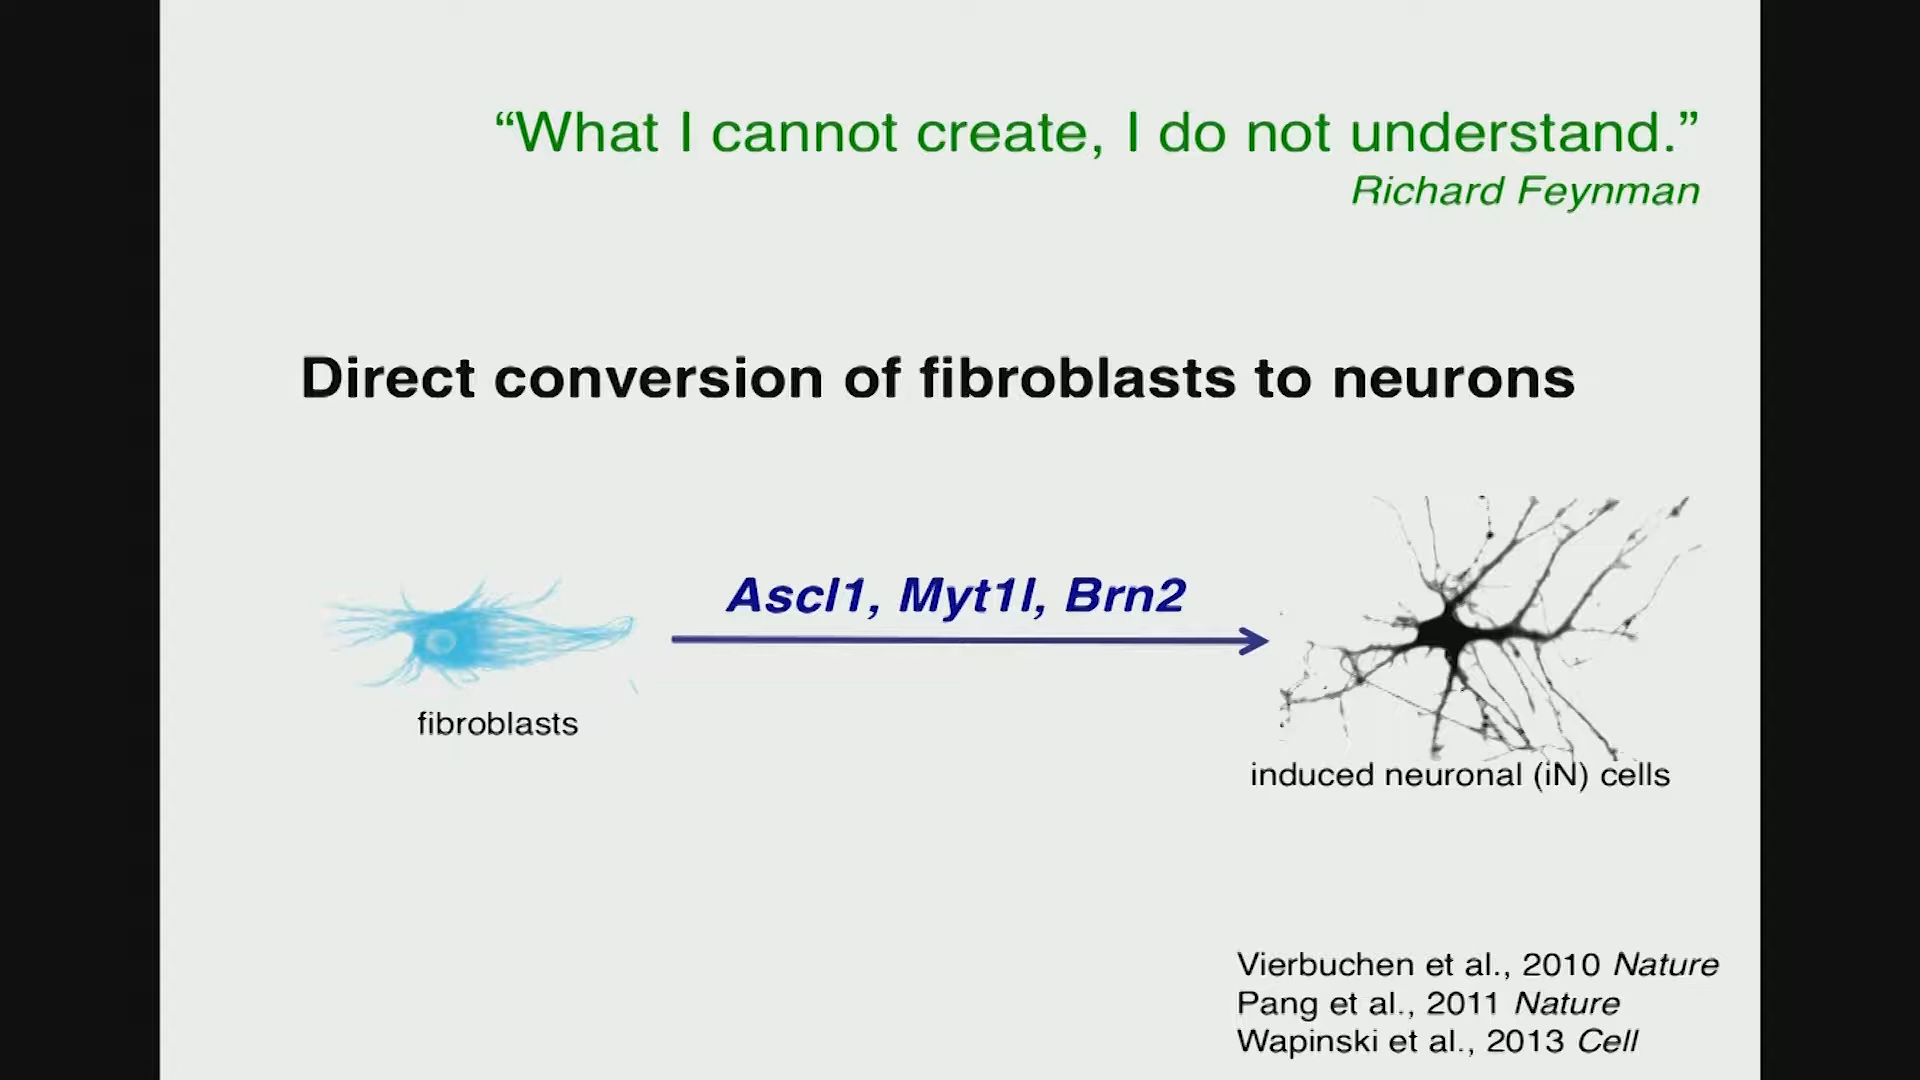 “What I cannot create, I do not understand.”
Richard Feynman
Direct conversion of fibroblasts to neurons
Ascl1, Myt1l, Brn2
fibroblasts
induced neuronal (iN) cells
Vierbuchen et al., 2010 Nature
Pang et al., 2011 Nature
Wapinski et al., 2013 Cell